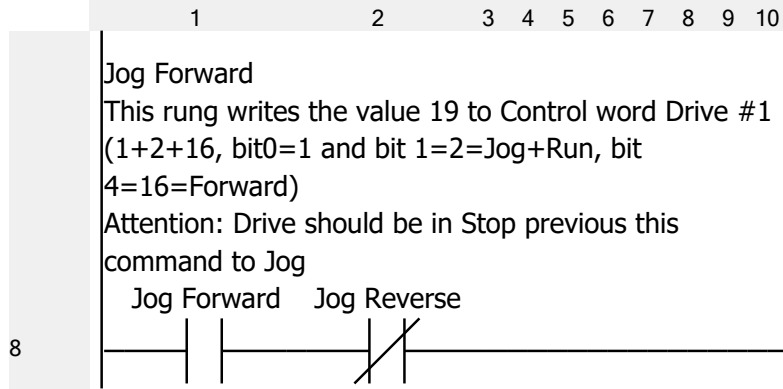 1 2 3 4 5 6 7 8 9 10
Jog Forward
This rung writes the value 19 to Control word Drive #1
(1+2+16, bit0=1 and bit 1=2=Jog+Run, bit
4=16=Forward)
Attention: Drive should be in Stop previous this
command to Jog
Jog Forward Jog Reverse
8